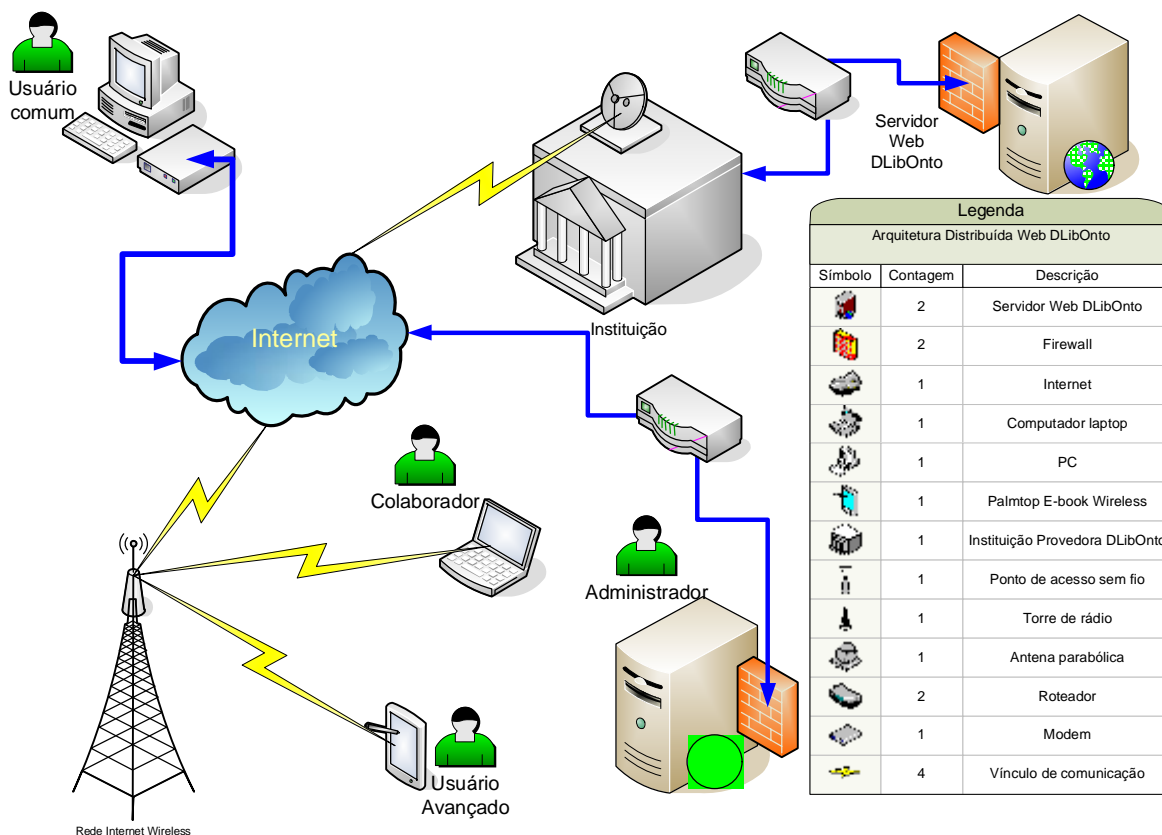 Usuário
comum
Servidor
Web
DLibOnto
Instituição
Internet
Colaborador
Administrador
Usuário
Avançado
Rede Internet Wireless
Legenda
Arquitetura Distribuída Web DLibOnto
Símbolo Contagem Descrição
2 Servidor Web DLibOnto
2 Firewall
1 Internet
1 Computador laptop
1 PC
1 Palmtop E-book Wireless
1 Instituição Provedora DLibOnto
1 Ponto de acesso sem fio
1 Torre de rádio
1 Antena parabólica
2 Roteador
1 Modem
4 Vínculo de comunicação